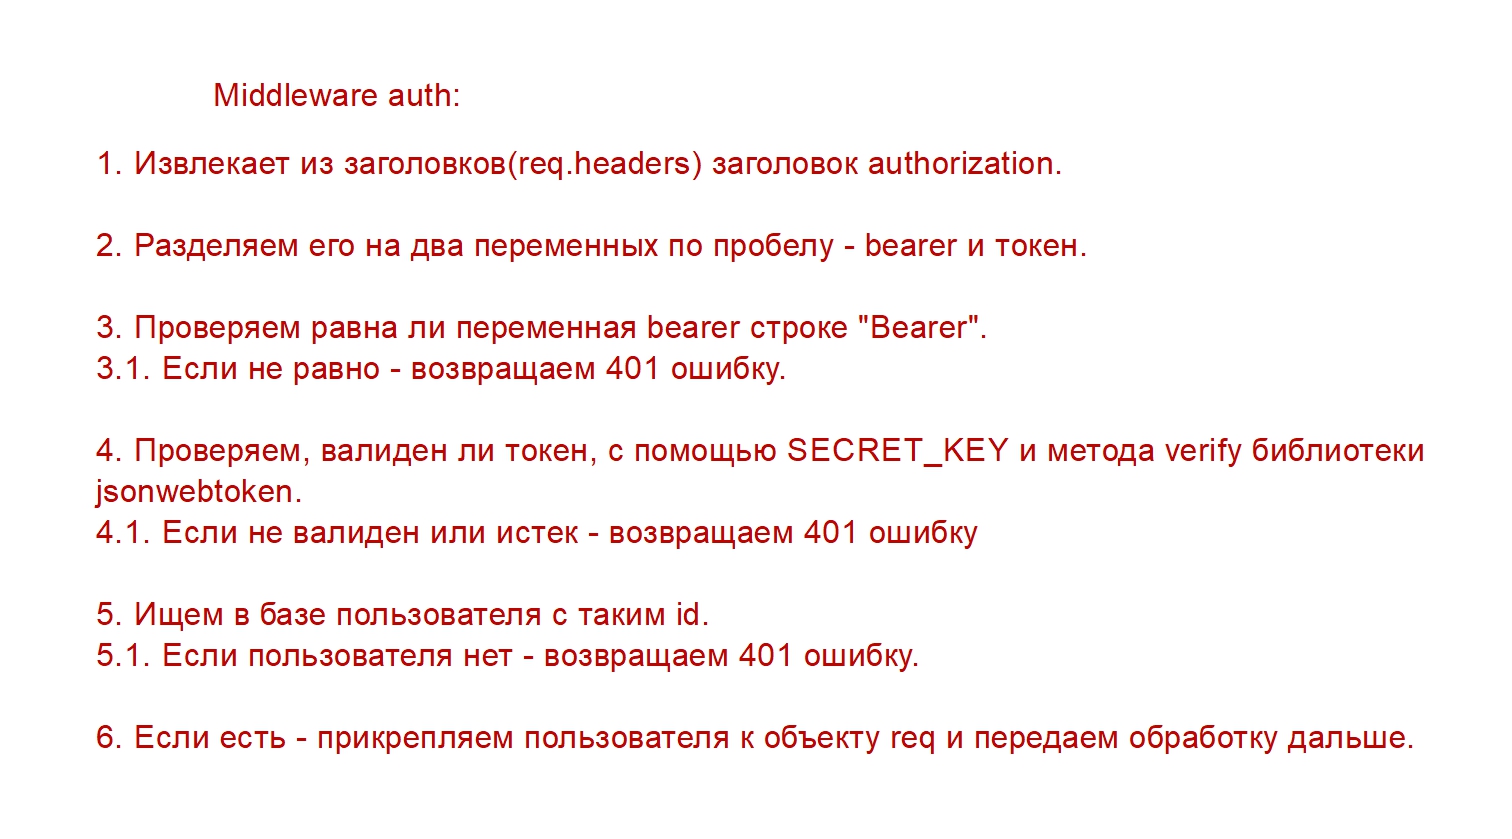 Middleware auth:
1. Извлекает из заголовков(req.headers) заголовок authorization.
2. Разделяем его на два переменных по пробелу - bearer и токен.
3. Проверяем равна ли переменная bearer строке "Bearer".
3.1. Если не равно - возвращаем 401 ошибку.
4. Проверяем, валиден ли токен, с помощью SECRET_KEY и метода verify библиотеки
jsonwebtoken.
4.1. Если не валиден или истек - возвращаем 401 ошибку
5. Ищем в базе пользователя с таким id.
5.1. Если пользователя нет - возвращаем 401 ошибку.
6. Если есть - прикрепляем пользователя к объекту req и передаем обработку дальше.